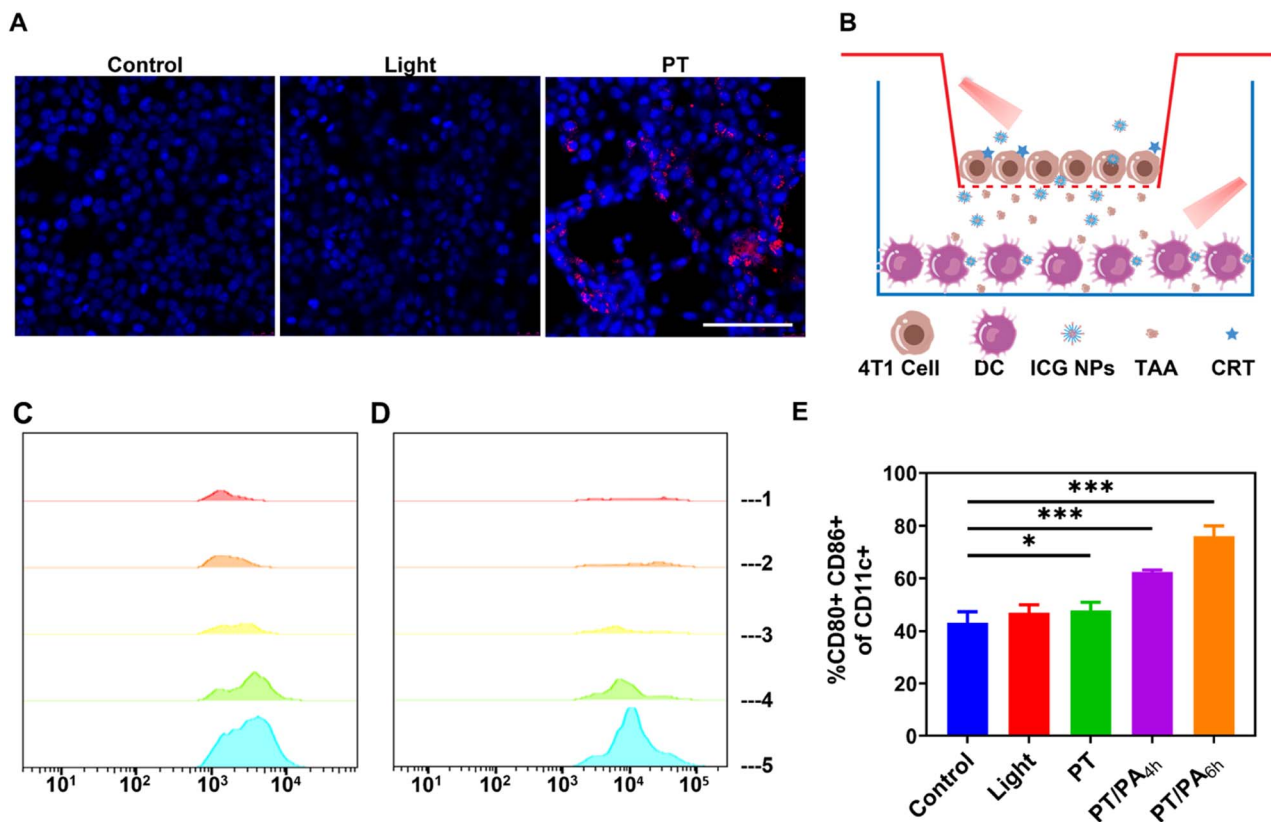 A
Control Light PT
B
4T1 Cell DC ICG NPs TAA CRT
C
10¹ 10² 10³ 10⁴
D
---1
---2
---3
---4
---5
10¹ 10² 10³ 10⁴ 10⁵
E
%CD80+ CD86+
of CD11c+
100
80
60
40
20
0
***
***
*
Control Light PT PT/PA₄ₕ PT/PA₆ₕ